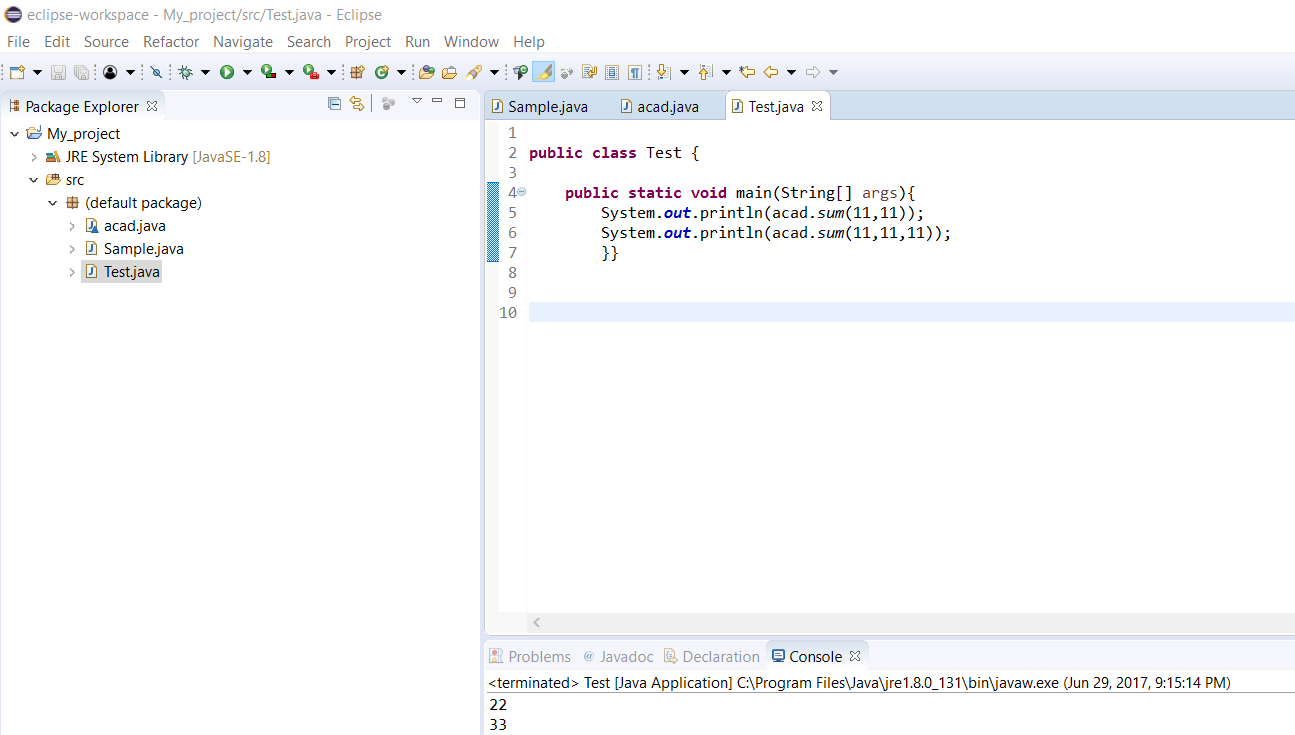 eclipse-workspace - My_project/src/Test.java - Eclipse
File Edit Source Refactor Navigate Search Project Run Window Help
Package Explorer
My_project
JRE System Library [JavaSE-1.8]
src
(default package)
acad.java
Sample.java
Test.java
Sample.java acad.java Test.java
1
2 public class Test {
3
4 public static void main(String[] args){
5 System.out.println(acad.sum(11,11));
6 System.out.println(acad.sum(11,11,11));
7 }}
8
9
10
Problems @ Javadoc Declaration Console
<terminated> Test [Java Application] C:\Program Files\Java\jre1.8.0_131\bin\javaw.exe (Jun 29, 2017, 9:15:14 PM)
22
33